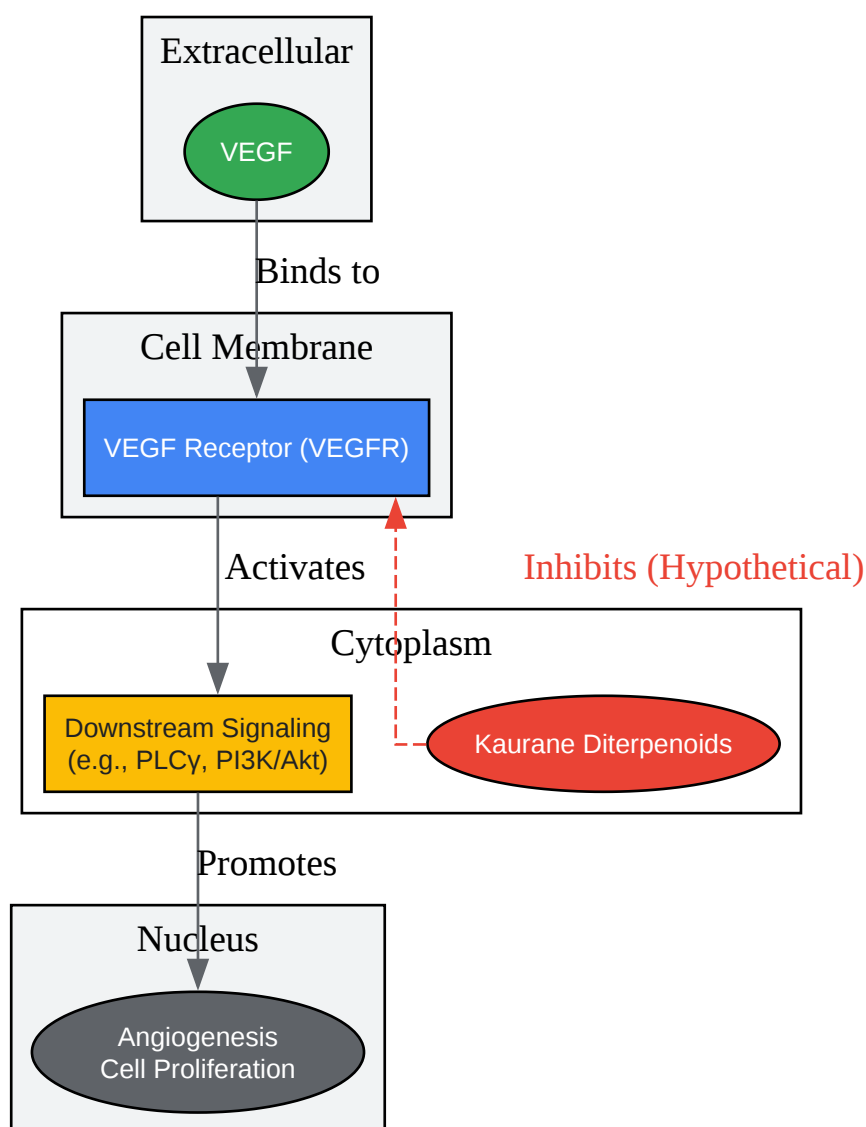 Extracellular
VEGF
Binds to
Cell Membrane
VEGF Receptor (VEGFR)
Activates
Inhibits (Hypothetical)
Cytoplasm
Downstream Signaling
(e.g., PLCγ, PI3K/Akt)
Kaurane Diterpenoids
Promotes
Nucleus
Angiogenesis
Cell Proliferation